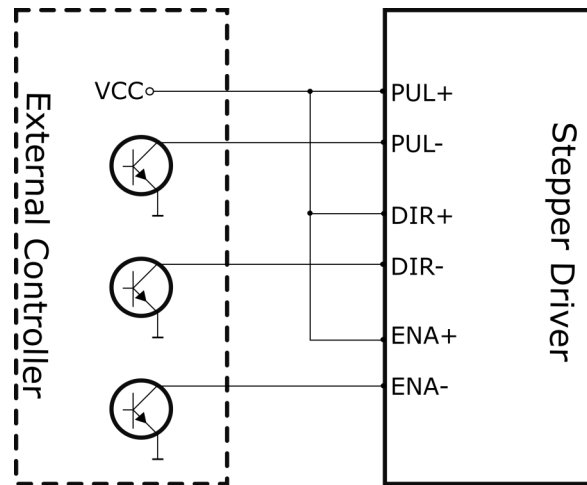 External Controller
VCC
PUL+
PUL-
DIR+
DIR-
ENA+
ENA-
Stepper Driver